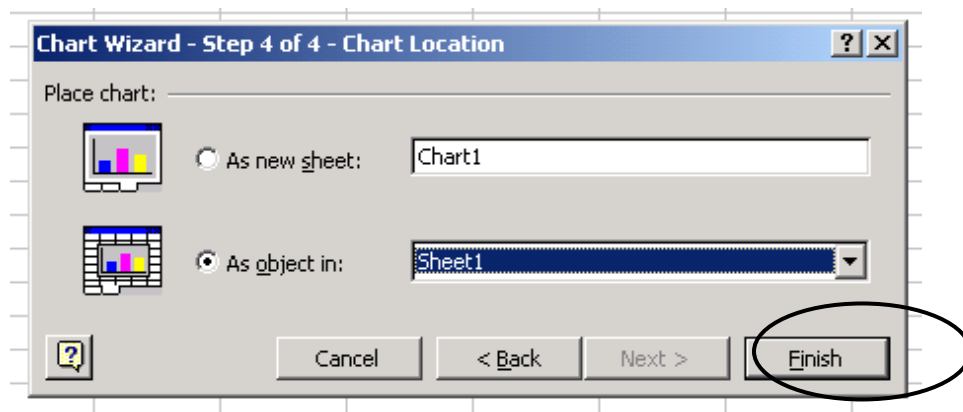 Chart Wizard - Step 4 of 4 - Chart Location ? X
Place chart:
As new sheet: Chart1
As object in: Sheet1
? Cancel < Back Next > Finish